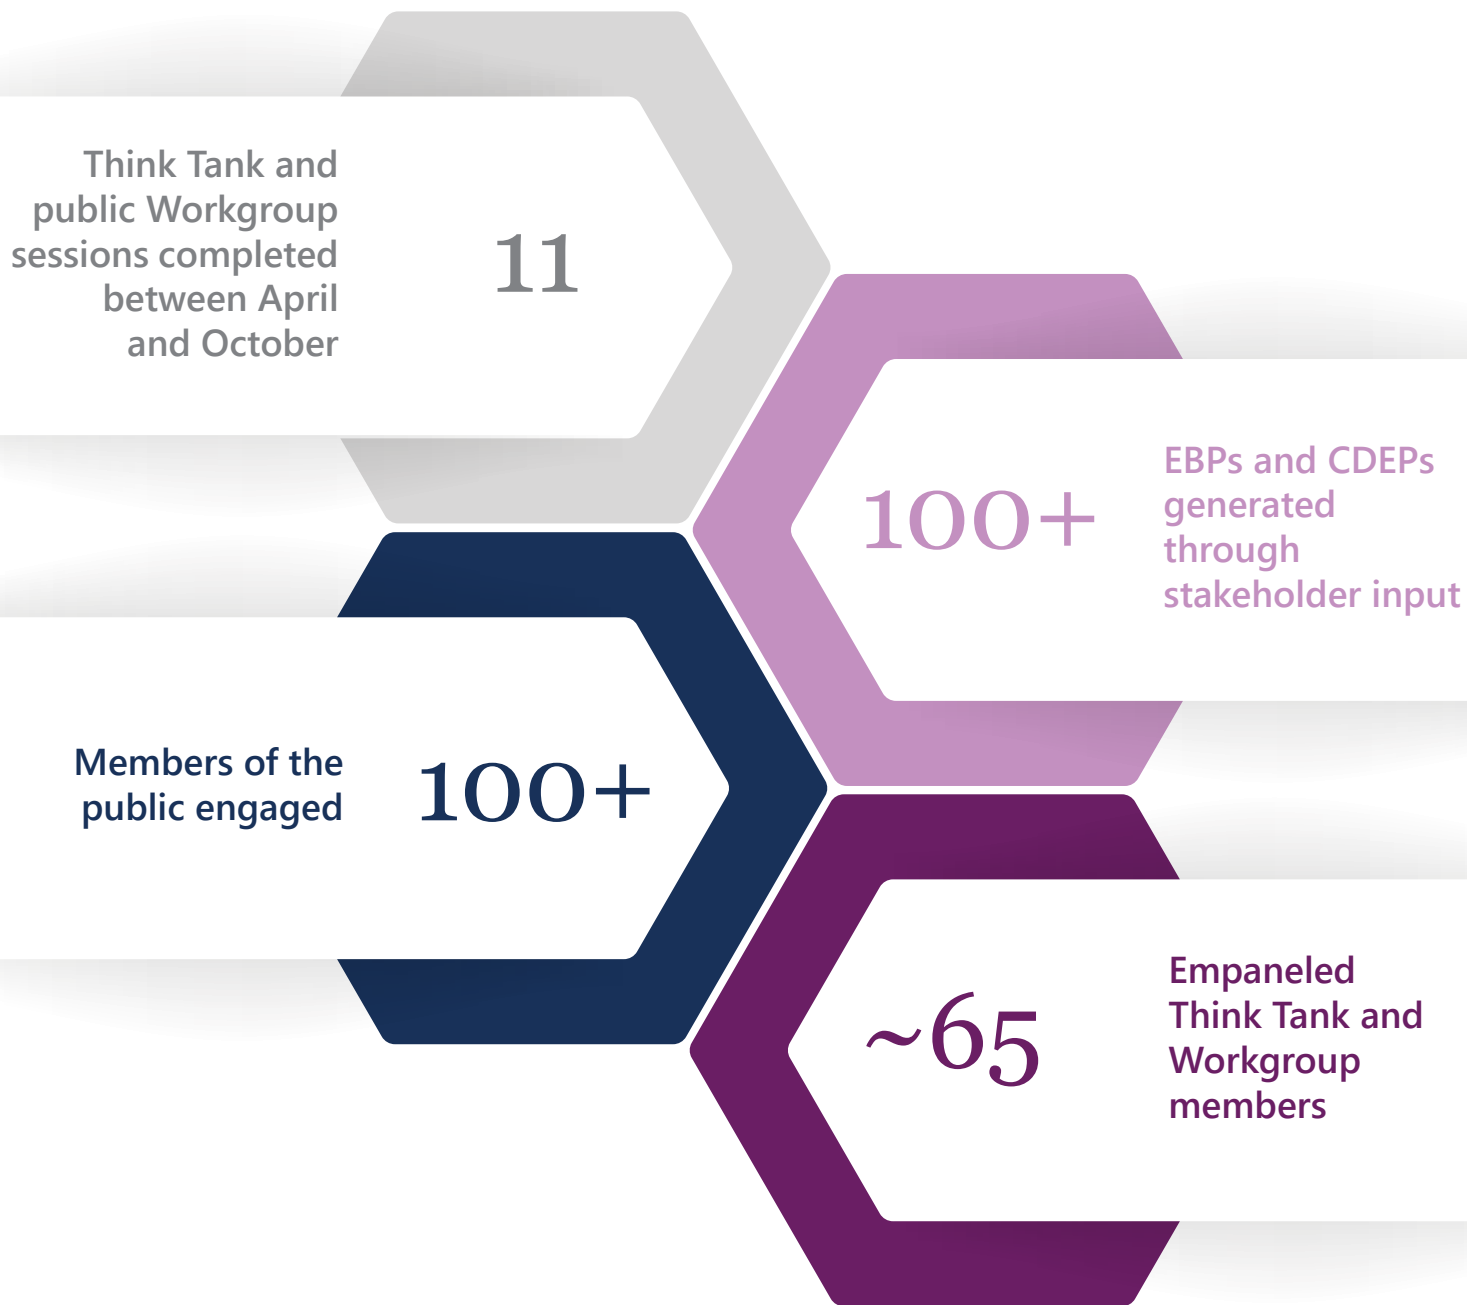 Think Tank and
public Workgroup
sessions completed
between April
and October
11
100+
EBPs and CDEPs
generated
through
stakeholder input
Members of the
public engaged
100+
~65
Empaneled
Think Tank and
Workgroup
members